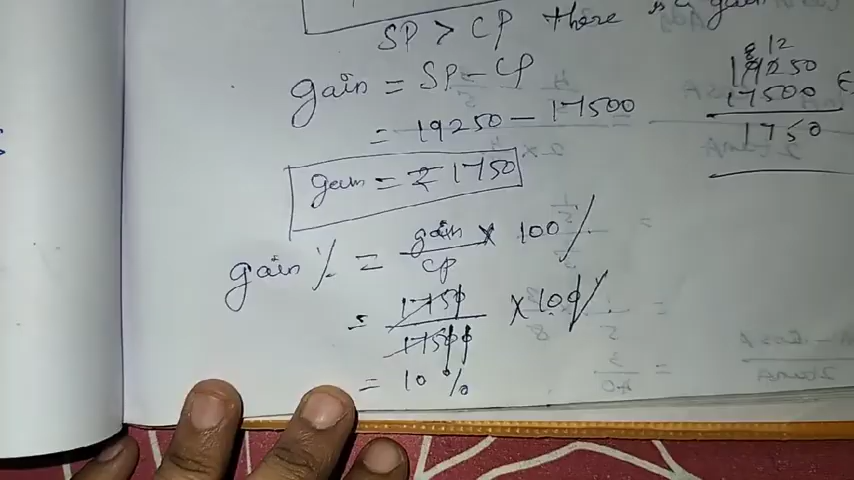 SP > CP there is a gain
gain = SP - CP
= 19250 - 17500
gain = ₹ 1750
19250
17500
1750
gain % = gain/CP × 100 %
= 1750/17500 × 100 %
= 10 %